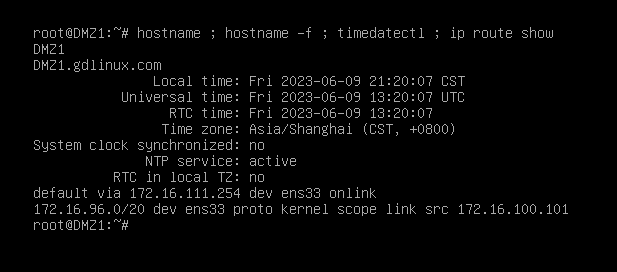 root@DMZ1:~# hostname ; hostname -f ; timedatectl ; ip route show
DMZ1
DMZ1.gdlinux.com
Local time: Fri 2023-06-09 21:20:07 CST
Universal time: Fri 2023-06-09 13:20:07 UTC
RTC time: Fri 2023-06-09 13:20:07
Time zone: Asia/Shanghai (CST, +0800)
System clock synchronized: no
NTP service: active
RTC in local TZ: no
default via 172.16.111.254 dev ens33 onlink
172.16.96.0/20 dev ens33 proto kernel scope link src 172.16.100.101
root@DMZ1:~#